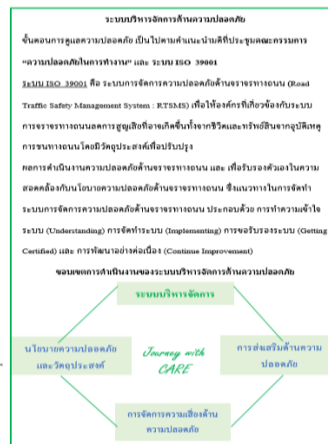 ระบบบริหารจัดการด้านความปลอดภัย
ขั้นตอนการดูแลความปลอดภัย เป็นไปตามคำแนะนำมติที่ประชุมคณะกรรมการ
"ความปลอดภัยในการทำงาน" และ ระบบ ISO 39001
ระบบ ISO 39001 คือ ระบบการจัดการความปลอดภัยด้านจราจรทางถนน (Road
Traffic Safety Management System : RTSMS) เพื่อให้องค์กรที่เกี่ยวข้องกับระบบ
การจราจรทางถนนลดการสูญเสียที่อาจเกิดขึ้นทั้งจากชีวิตและทรัพย์สินจากอุบัติเหตุ
การชนทางถนนโดยมีวัตถุประสงค์เพื่อปรับปรุง
ผลการดำเนินงานความปลอดภัยด้านจราจรทางถนน และ เพื่อรับรองตัวเองในความ
สอดคล้องกับนโยบายความปลอดภัยด้านจราจรทางถนน ซึ่งแนวทางในการจัดทำ
ระบบการจัดการความปลอดภัยด้านจราจรทางถนน ประกอบด้วย การทำความเข้าใจ
ระบบ (Understanding) การจัดทำระบบ (Implementing) การขอรับรองระบบ (Getting
Certified) และ การพัฒนาอย่างต่อเนื่อง (Continue Improvement)
ขอบเขตการดำเนินงานของระบบบริหารจัดการด้านความปลอดภัย
ระบบบริหารจัดการ
นโยบายความปลอดภัย
และวัตถุประสงค์
Journey with
CARE
การส่งเสริมด้านความ
ปลอดภัย
การจัดการความเสี่ยงด้าน
ความปลอดภัย